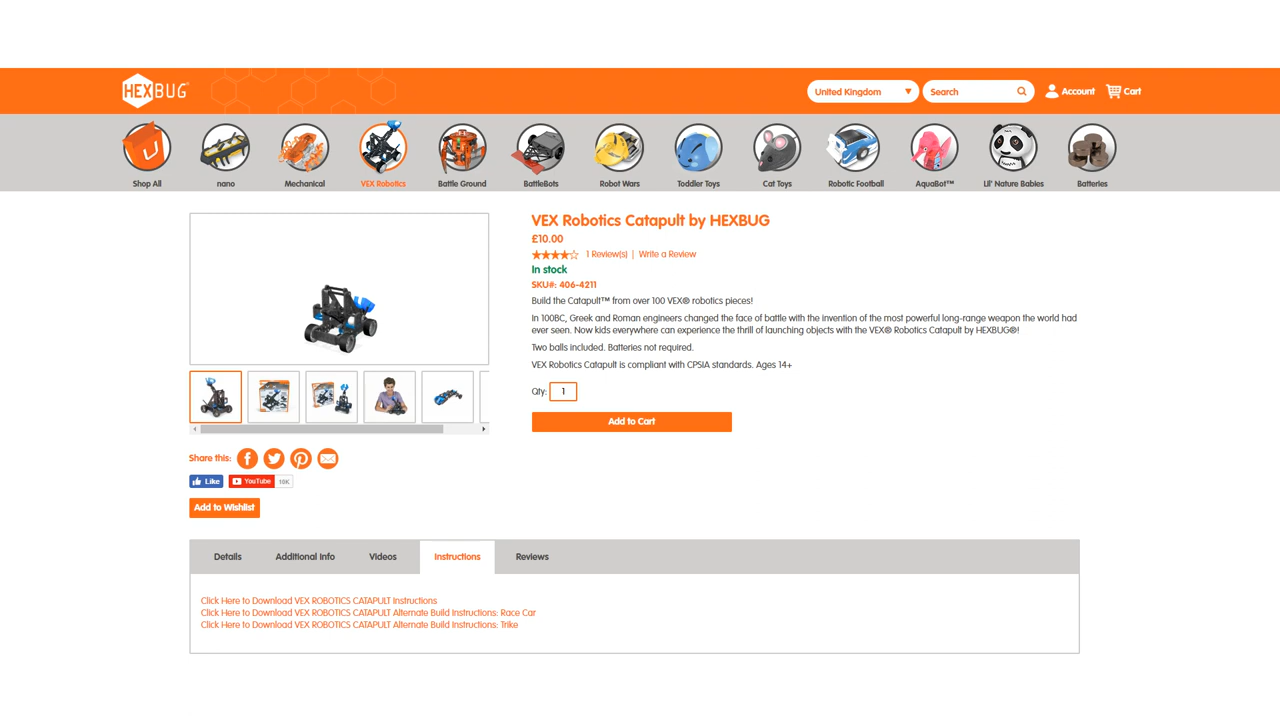 HEXBUG
United Kingdom
Search
Account
Cart
Shop All
nano
Mechanical
VEX Robotics
Battle Ground
BattleBots
Robot Wars
Toddler Toys
Cat Toys
Robotic Football
AquaBot™
Lil' Nature Babies
Batteries
VEX Robotics Catapult by HEXBUG
£10.00
1 Review(s) | Write a Review
In stock
SKU#: 406-4211
Build the Catapult™ from over 100 VEX® robotics pieces!
In 100BC, Greek and Roman engineers changed the face of battle with the invention of the most powerful long-range weapon the world had
ever seen. Now kids everywhere can experience the thrill of launching objects with the VEX® Robotics Catapult by HEXBUG®!
Two balls included. Batteries not required.
VEX Robotics Catapult is compliant with CPSIA standards. Ages 14+
Qty: 1
Add to Cart
Share this:
Like
YouTube 10K
Add to Wishlist
Details
Additional Info
Videos
Instructions
Reviews
Click Here to Download VEX ROBOTICS CATAPULT Instructions
Click Here to Download VEX ROBOTICS CATAPULT Alternate Build Instructions: Race Car
Click Here to Download VEX ROBOTICS CATAPULT Alternate Build Instructions: Trike